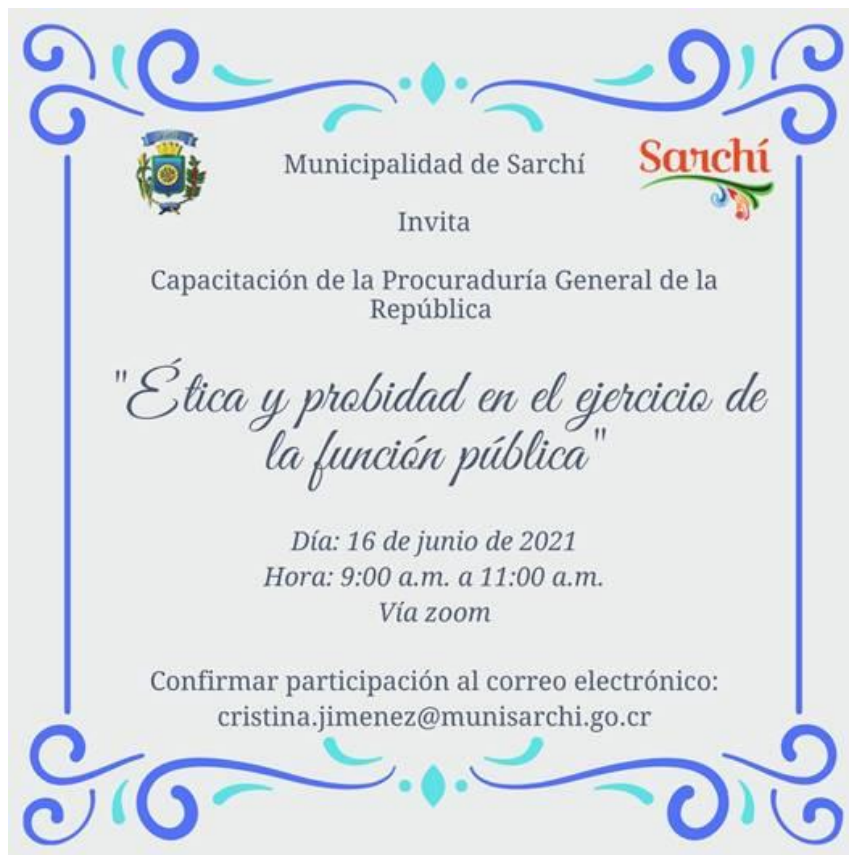 Municipalidad de Sarchí
Sarchí
Invita
Capacitación de la Procuraduría General de la
República
"Ética y probidad en el ejercicio de
la función pública"
Día: 16 de junio de 2021
Hora: 9:00 a.m. a 11:00 a.m.
Vía zoom
Confirmar participación al correo electrónico:
cristina.jimenez@munisarchi.go.cr